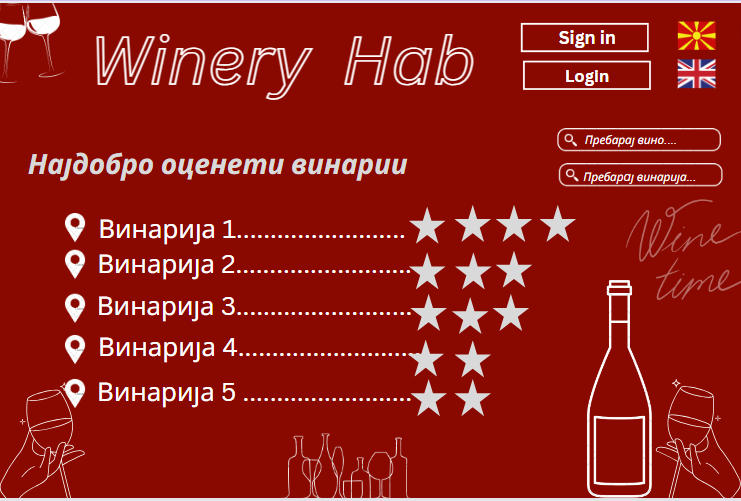 Winery Hab
Sign in
LogIn
Пребарај вино....
Пребарај винарија...
Најдобро оценети винарии
Винарија 1.........................
Винарија 2..........................
Винарија 3..........................
Винарија 4...........................
Винарија 5 .........................
Wine
time